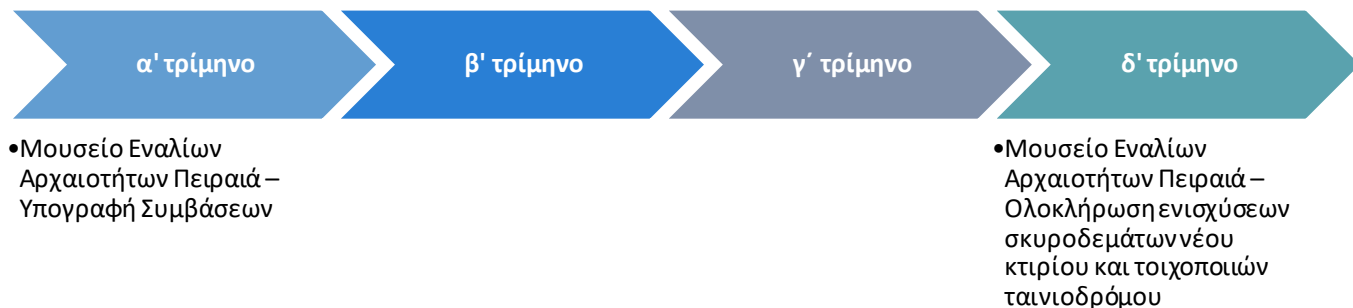 α' τρίμηνο
β' τρίμηνο
γ΄ τρίμηνο
δ' τρίμηνο
•Μουσείο Εναλίων
Αρχαιοτήτων Πειραιά –
Υπογραφή Συμβάσεων
•Μουσείο Εναλίων
Αρχαιοτήτων Πειραιά –
Ολοκλήρωση ενισχύσεων
σκυροδεμάτων νέου
κτιρίου και τοιχοποιιών
ταινιοδρόμου